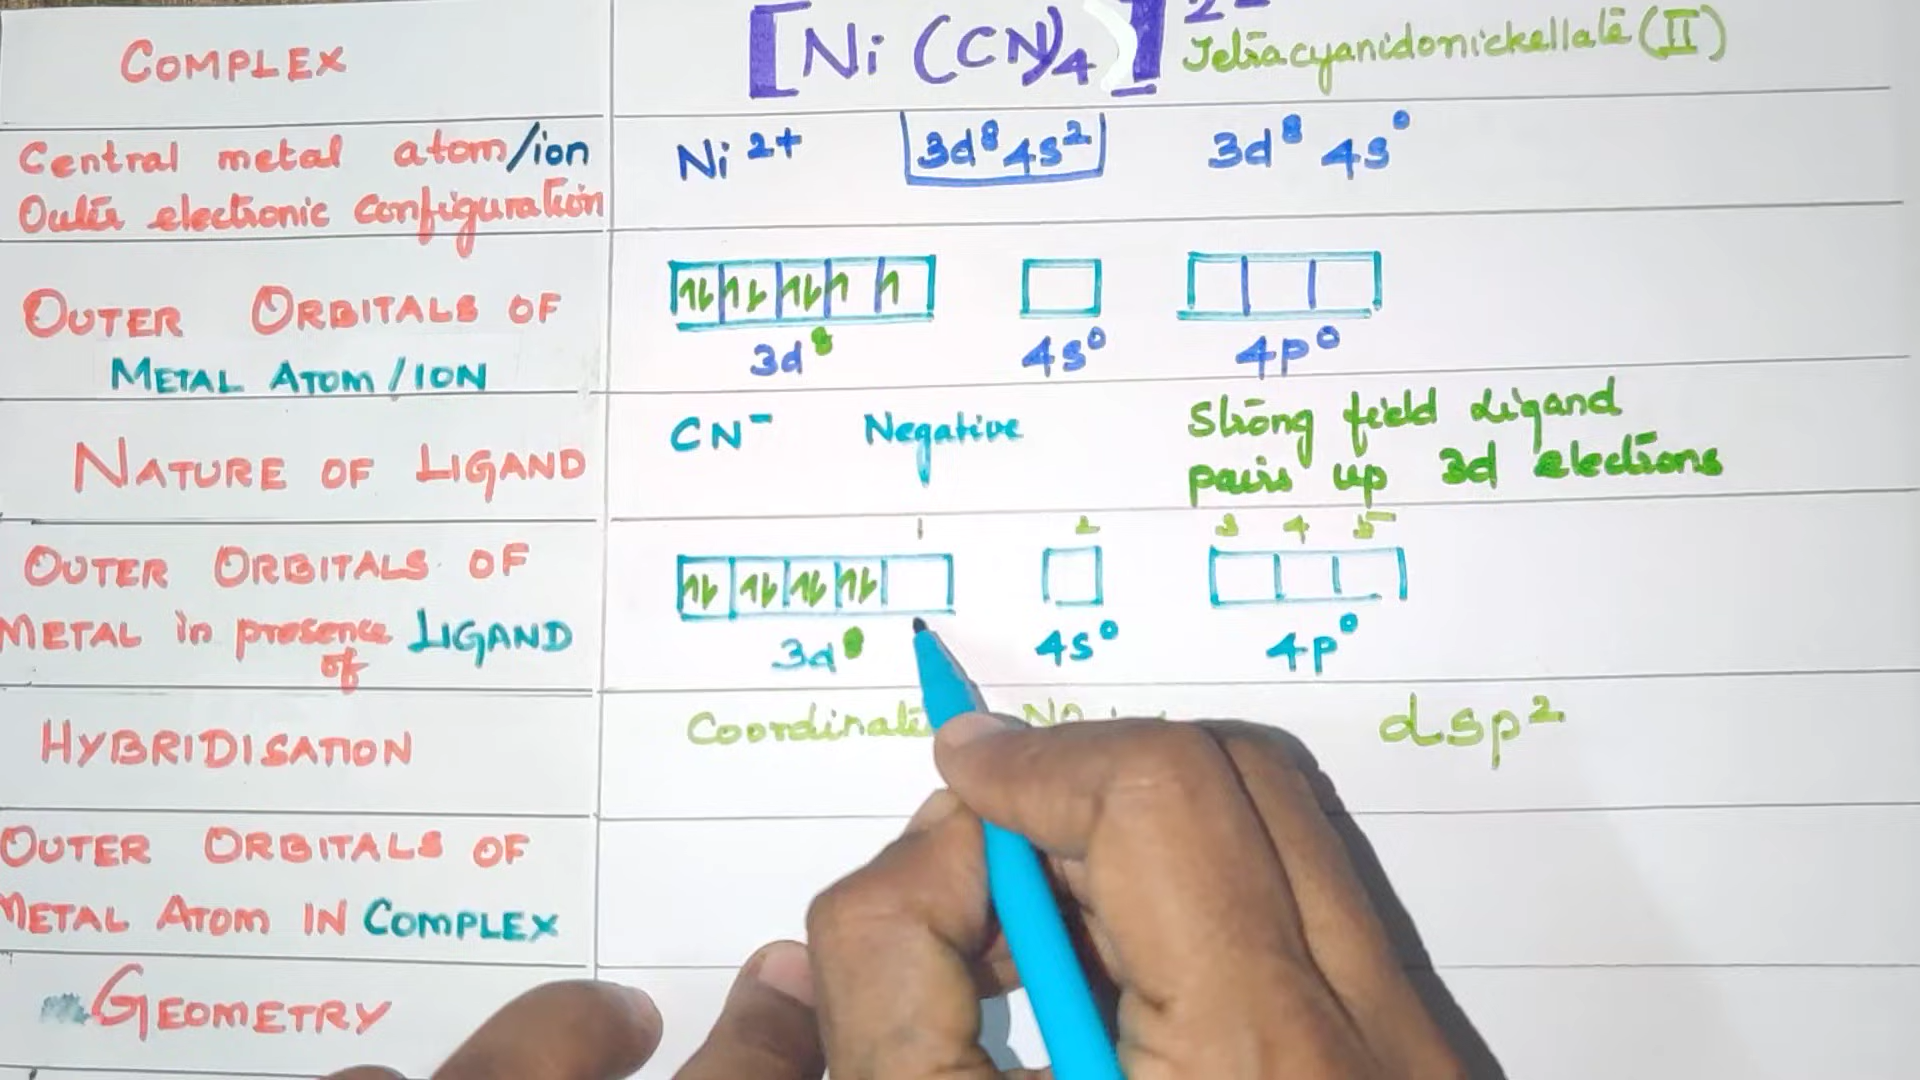 COMPLEX
[Ni(CN)4]2-
Tetracyanidonickellate (II)
Central metal atom/ion
Outer electronic configuration
Ni2+
3d8 4s2
3d8 4s0
OUTER ORBITALS OF
METAL ATOM/ION
3d8
4s0
4p0
NATURE OF LIGAND
CN-
Negative
Strong field Ligand
pairs up 3d electrons
OUTER ORBITALS OF
METAL in presence of LIGAND
1 2 3 4 5
3d8
4s0
4p0
HYBRIDISATION
dsp2
OUTER ORBITALS OF
METAL ATOM IN COMPLEX
GEOMETRY